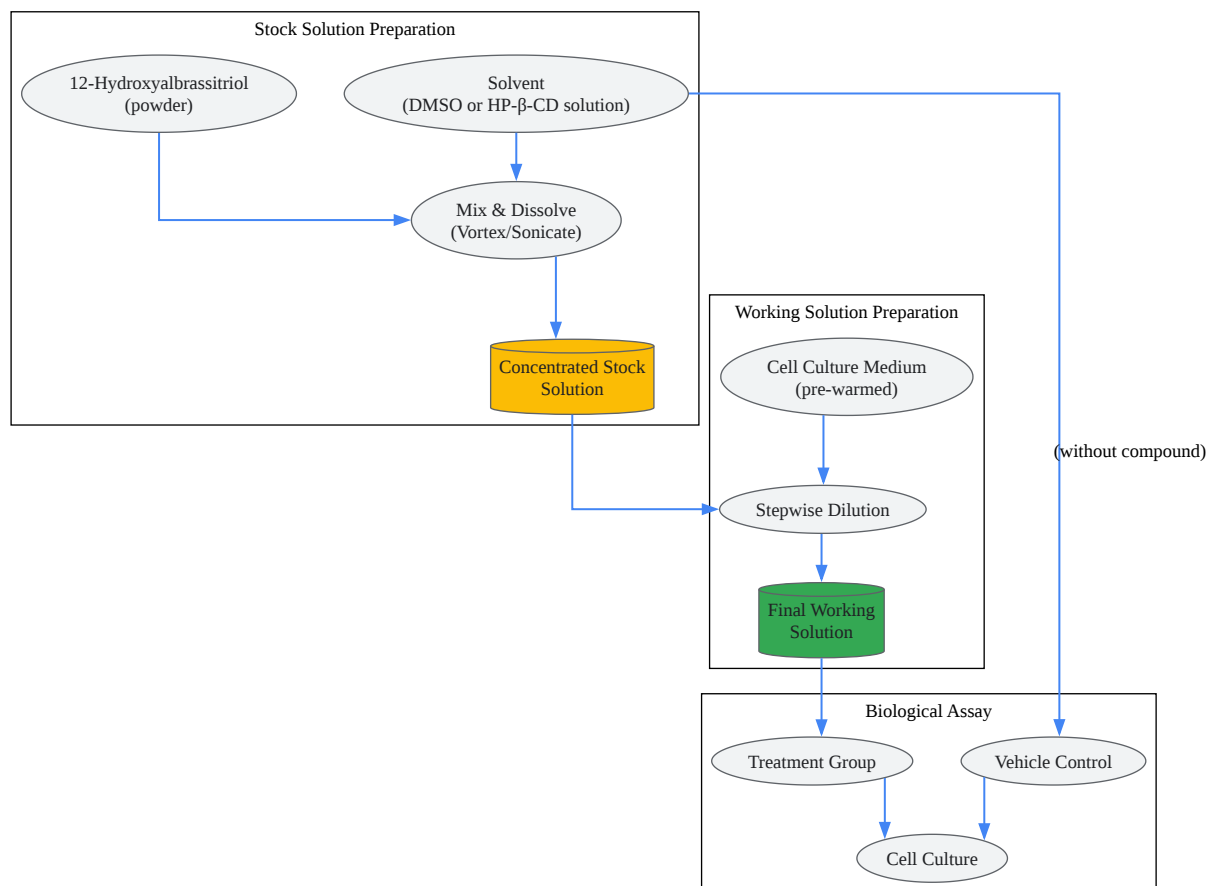 Stock Solution Preparation
12-Hydroxyalbrassitriol
(powder)
Solvent
(DMSO or HP-β-CD solution)
Mix & Dissolve
(Vortex/Sonicate)
Concentrated Stock
Solution
Working Solution Preparation
Cell Culture Medium
(pre-warmed)
(without compound)
Stepwise Dilution
Final Working
Solution
Biological Assay
Treatment Group
Vehicle Control
Cell Culture